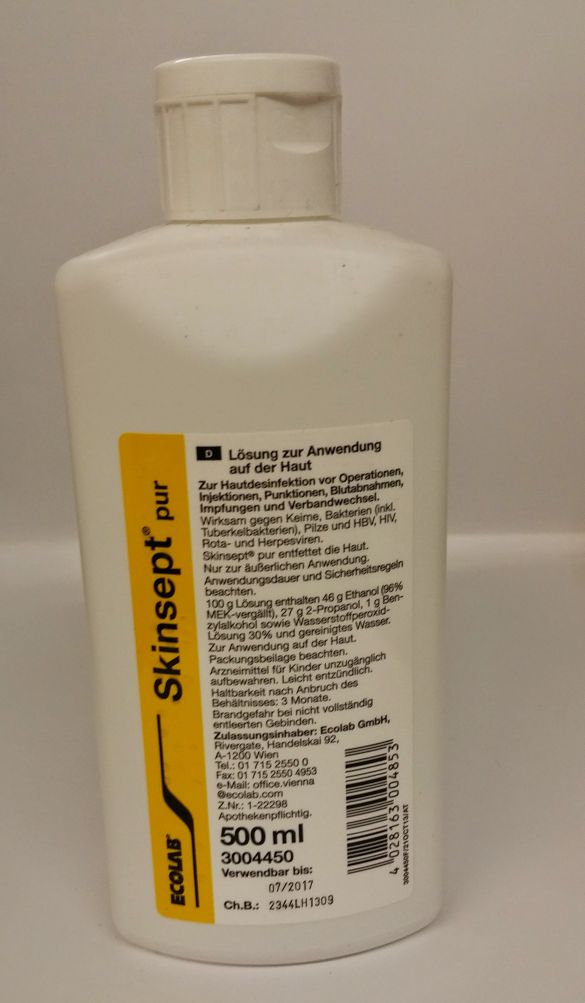 ECOLAB®
Skinsept® pur
D
Lösung zur Anwendung
auf der Haut
Zur Hautdesinfektion vor Operationen,
Injektionen, Punktionen, Blutabnahmen,
Impfungen und Verbandwechsel.
Wirksam gegen Keime, Bakterien (inkl.
Tuberkelbakterien), Pilze und HBV, HIV,
Rota- und Herpesviren.
Skinsept® pur entfettet die Haut.
Nur zur äußerlichen Anwendung.
Anwendungsdauer und Sicherheitsregeln
beachten.
100 g Lösung enthalten 46 g Ethanol (96%
MEK-vergällt), 27 g 2-Propanol, 1 g Ben-
zylalkohol sowie Wasserstoffperoxid-
Lösung 30% und gereinigtes Wasser.
Zur Anwendung auf der Haut.
Packungsbeilage beachten.
Arzneimittel für Kinder unzugänglich
aufbewahren. Leicht entzündlich.
Haltbarkeit nach Anbruch des
Behältnisses: 3 Monate.
Brandgefahr bei nicht vollständig
entleerten Gebinden.
Zulassungsinhaber: Ecolab GmbH,
Rivergate, Handelskai 92,
A-1200 Wien
Tel.: 01 715 2550 0
Fax: 01 715 2550 4953
e-Mail: office.vienna
@ecolab.com
Z.Nr.: 1-22298
Apothekenpflichtig.
500 ml
3004450
Verwendbar bis:
07/2017
Ch.B.: 2344LH1309
4 028163 004853
3004450F/21OCT13/AT